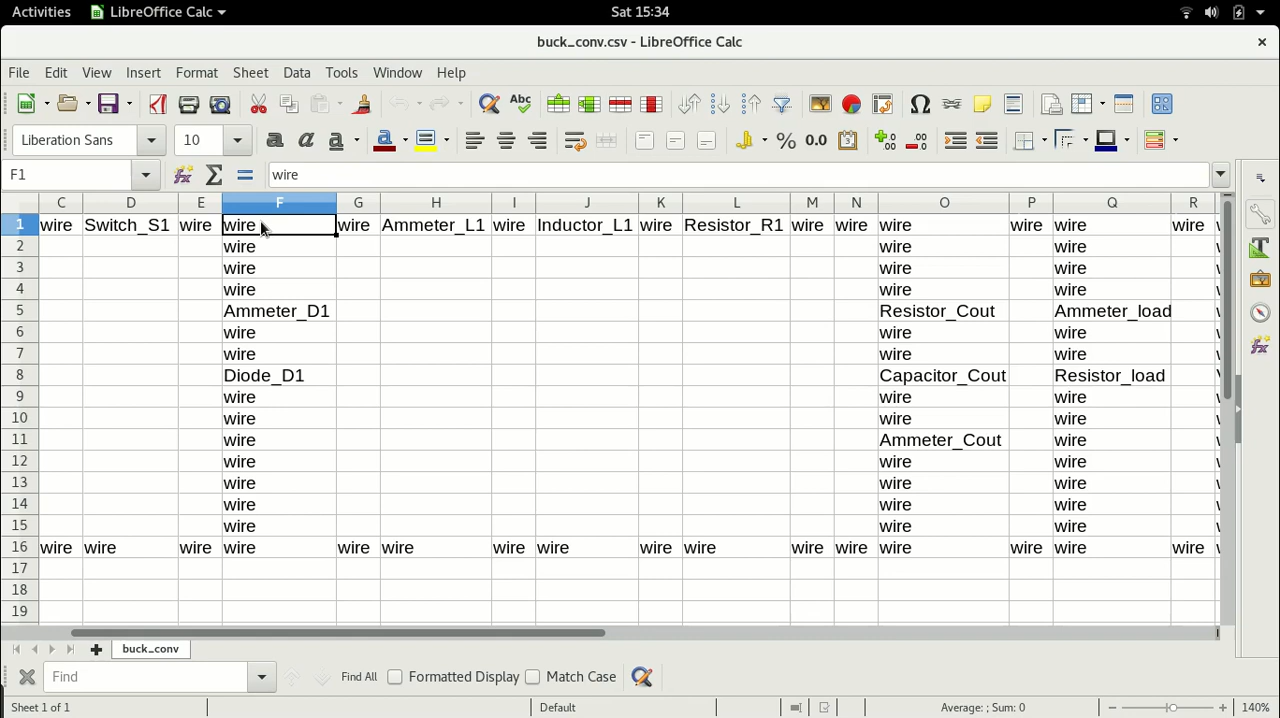 Activities LibreOffice Calc Sat 15:34
buck_conv.csv - LibreOffice Calc
File Edit View Insert Format Sheet Data Tools Window Help
Liberation Sans 10
F1 wire
C D E F G H I J K L M N O P Q R
1 wire Switch_S1 wire wire wire Ammeter_L1 wire Inductor_L1 wire Resistor_R1 wire wire wire wire wire wire
2 wire wire wire
3 wire wire wire
4 wire wire wire
5 Ammeter_D1 Resistor_Cout Ammeter_load
6 wire wire wire
7 wire wire wire
8 Diode_D1 Capacitor_Cout Resistor_load
9 wire wire wire
10 wire wire wire
11 wire Ammeter_Cout wire
12 wire wire wire
13 wire wire wire
14 wire wire wire
15 wire wire wire
16 wire wire wire wire wire wire wire wire wire wire wire wire wire wire wire wire
17
18
19
buck_conv
Find Find All Formatted Display Match Case
Sheet 1 of 1 Default Average: ; Sum: 0 140%